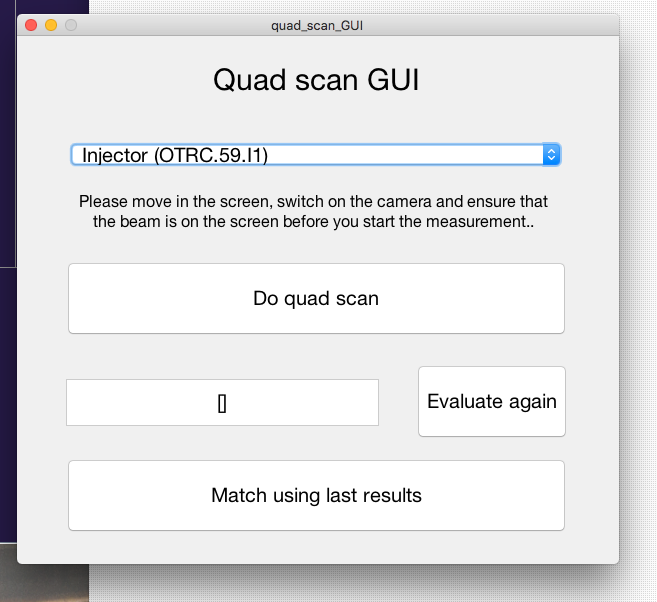 quad_scan_GUI
Quad scan GUI
Injector (OTRC.59.I1)
Please move in the screen, switch on the camera and ensure that
the beam is on the screen before you start the measurement..
Do quad scan
[]
Evaluate again
Match using last results